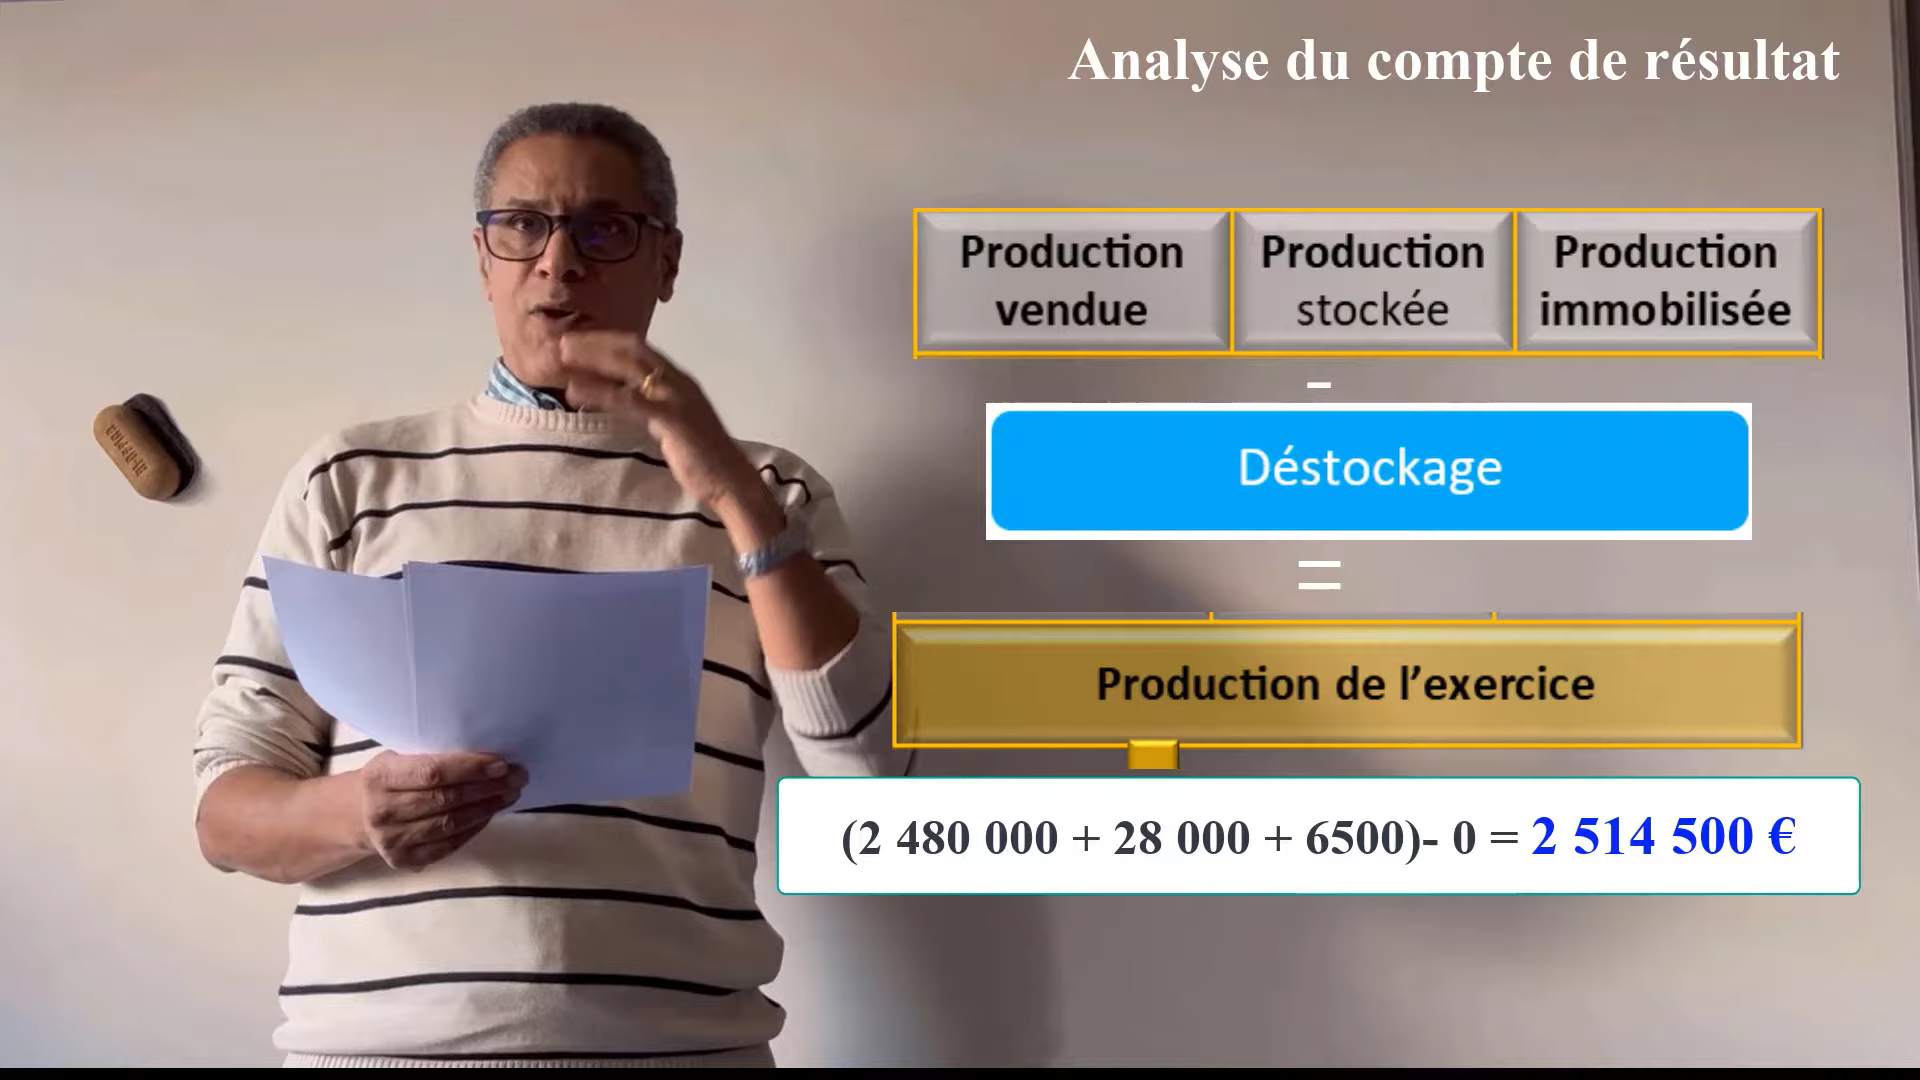 Analyse du compte de résultat
Production vendue
Production stockée
Production immobilisée
-
Déstockage
=
Production de l’exercice
(2 480 000 + 28 000 + 6500)- 0 = 2 514 500 €